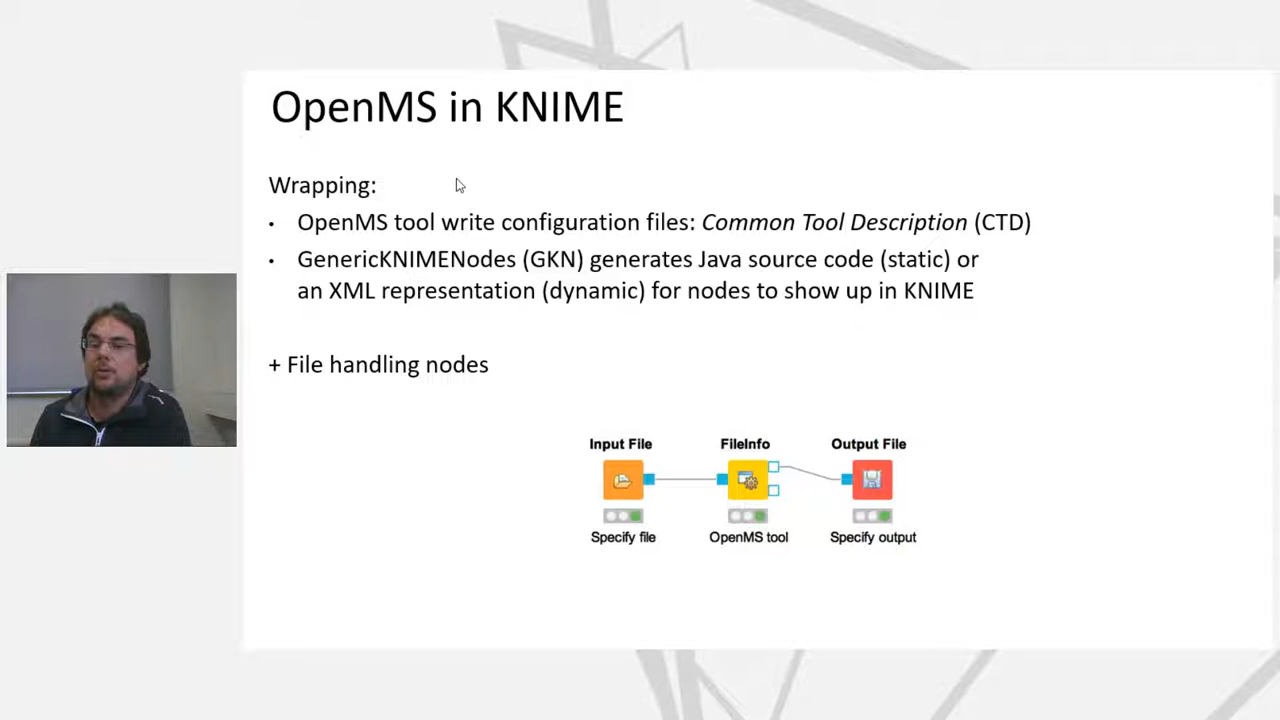 OpenMS in KNIME
Wrapping:
• OpenMS tool write configuration files: Common Tool Description (CTD)
• GenericKNIMENodes (GKN) generates Java source code (static) or
an XML representation (dynamic) for nodes to show up in KNIME
+ File handling nodes
Input File FileInfo Output File
Specify file OpenMS tool Specify output